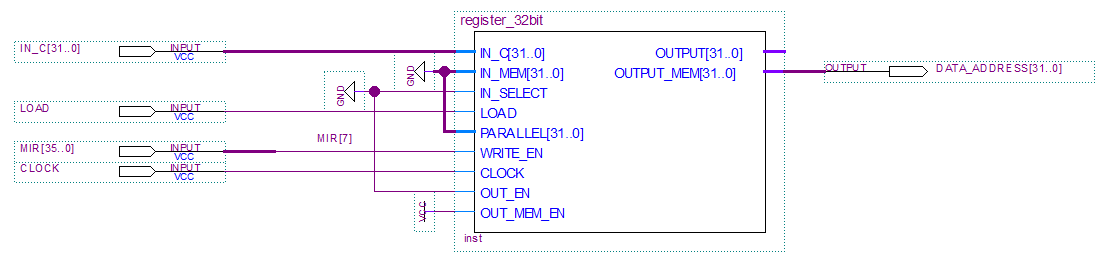 register_32bit
IN_C[31..0] INPUT VCC
IN_C[31..0] OUTPUT[31..0]
GND IN_MEM[31..0] OUTPUT_MEM[31..0] OUTPUT DATA_ADDRESS[31..0]
GND IN_SELECT
LOAD INPUT VCC LOAD
PARALLEL[31..0]
MIR[35..0] INPUT VCC MIR[7] WRITE_EN
CLOCK INPUT VCC CLOCK
OUT_EN
VCC OUT_MEM_EN
inst